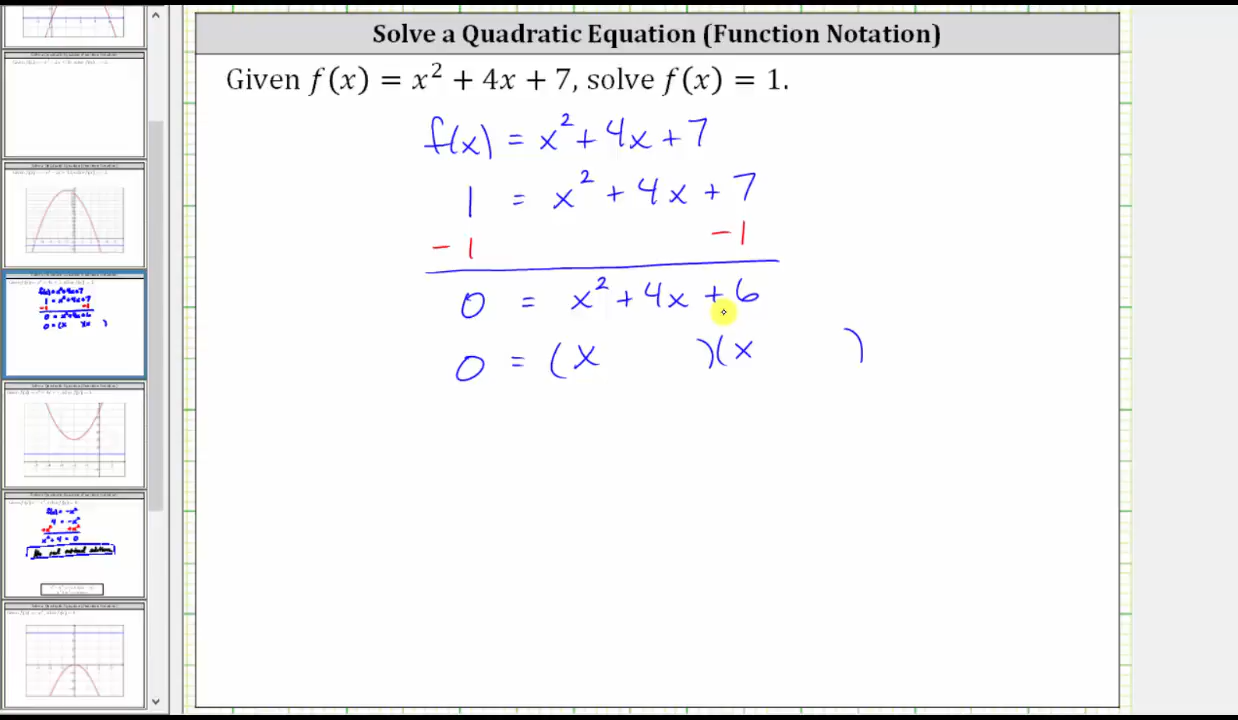 Solve a Quadratic Equation (Function Notation)
Given f(x) = x² + 4x + 7, solve f(x) = 1.
f(x) = x² + 4x + 7
1 = x² + 4x + 7
- 1 - 1
0 = x² + 4x + 6
0 = (x )(x )